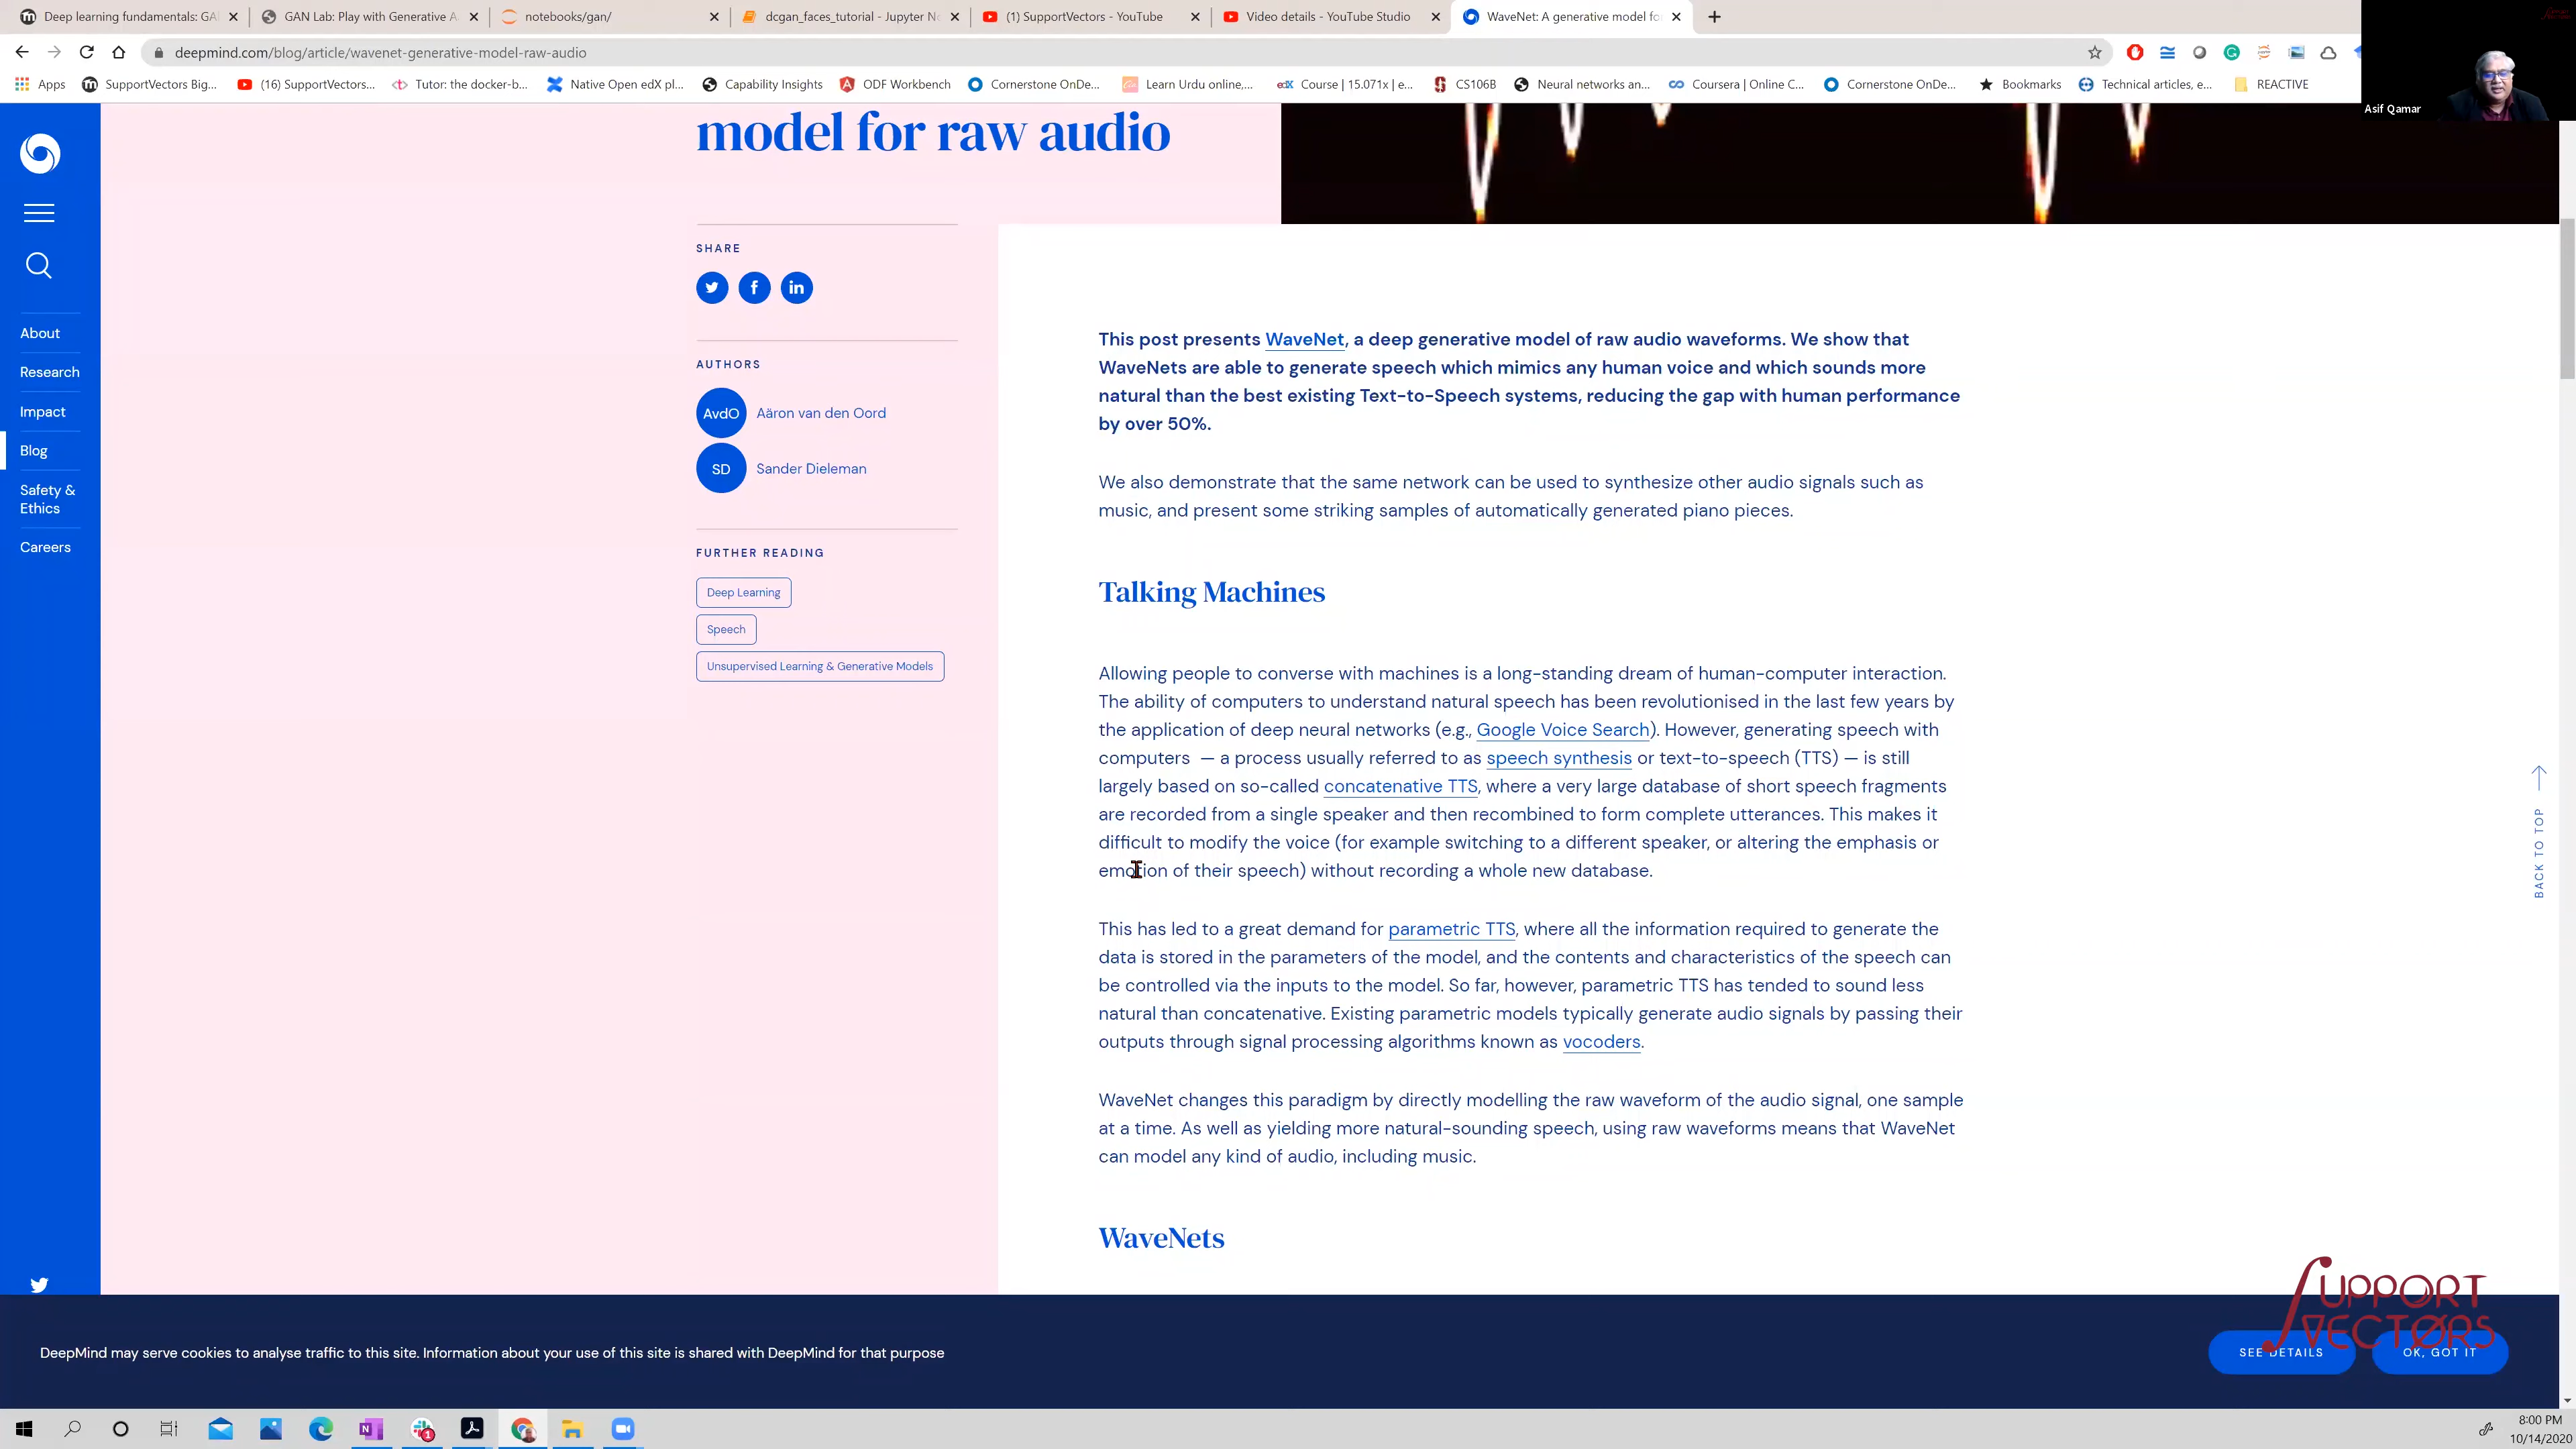 Deep learning fundamentals: GA
GAN Lab: Play with Generative A
notebooks/gan/
dcgan_faces_tutorial - Jupyter No
(1) SupportVectors - YouTube
Video details - YouTube Studio
WaveNet: A generative model fo
deepmind.com/blog/article/wavenet-generative-model-raw-audio
Apps
SupportVectors Big...
(16) SupportVectors...
Tutor: the docker-b...
Native Open edX pl...
Capability Insights
ODF Workbench
Cornerstone OnDe...
Learn Urdu online,...
Course | 15.071x | e...
CS106B
Neural networks an...
Coursera | Online C...
Cornerstone OnDe...
Bookmarks
Technical articles, e...
REACTIVE
Asif Qamar
model for raw audio
About
Research
Impact
Blog
Safety &
Ethics
Careers
SHARE
AUTHORS
AvdO Aäron van den Oord
SD Sander Dieleman
FURTHER READING
Deep Learning
Speech
Unsupervised Learning & Generative Models
This post presents WaveNet, a deep generative model of raw audio waveforms. We show that
WaveNets are able to generate speech which mimics any human voice and which sounds more
natural than the best existing Text-to-Speech systems, reducing the gap with human performance
by over 50%.
We also demonstrate that the same network can be used to synthesize other audio signals such as
music, and present some striking samples of automatically generated piano pieces.
Talking Machines
Allowing people to converse with machines is a long-standing dream of human-computer interaction.
The ability of computers to understand natural speech has been revolutionised in the last few years by
the application of deep neural networks (e.g., Google Voice Search). However, generating speech with
computers — a process usually referred to as speech synthesis or text-to-speech (TTS) — is still
largely based on so-called concatenative TTS, where a very large database of short speech fragments
are recorded from a single speaker and then recombined to form complete utterances. This makes it
difficult to modify the voice (for example switching to a different speaker, or altering the emphasis or
emotion of their speech) without recording a whole new database.
This has led to a great demand for parametric TTS, where all the information required to generate the
data is stored in the parameters of the model, and the contents and characteristics of the speech can
be controlled via the inputs to the model. So far, however, parametric TTS has tended to sound less
natural than concatenative. Existing parametric models typically generate audio signals by passing their
outputs through signal processing algorithms known as vocoders.
WaveNet changes this paradigm by directly modelling the raw waveform of the audio signal, one sample
at a time. As well as yielding more natural-sounding speech, using raw waveforms means that WaveNet
can model any kind of audio, including music.
WaveNets
BACK TO TOP
DeepMind may serve cookies to analyse traffic to this site. Information about your use of this site is shared with DeepMind for that purpose
SEE DETAILS
OK, GOT IT
SUPPORT
VECTORS
8:00 PM
10/14/2020